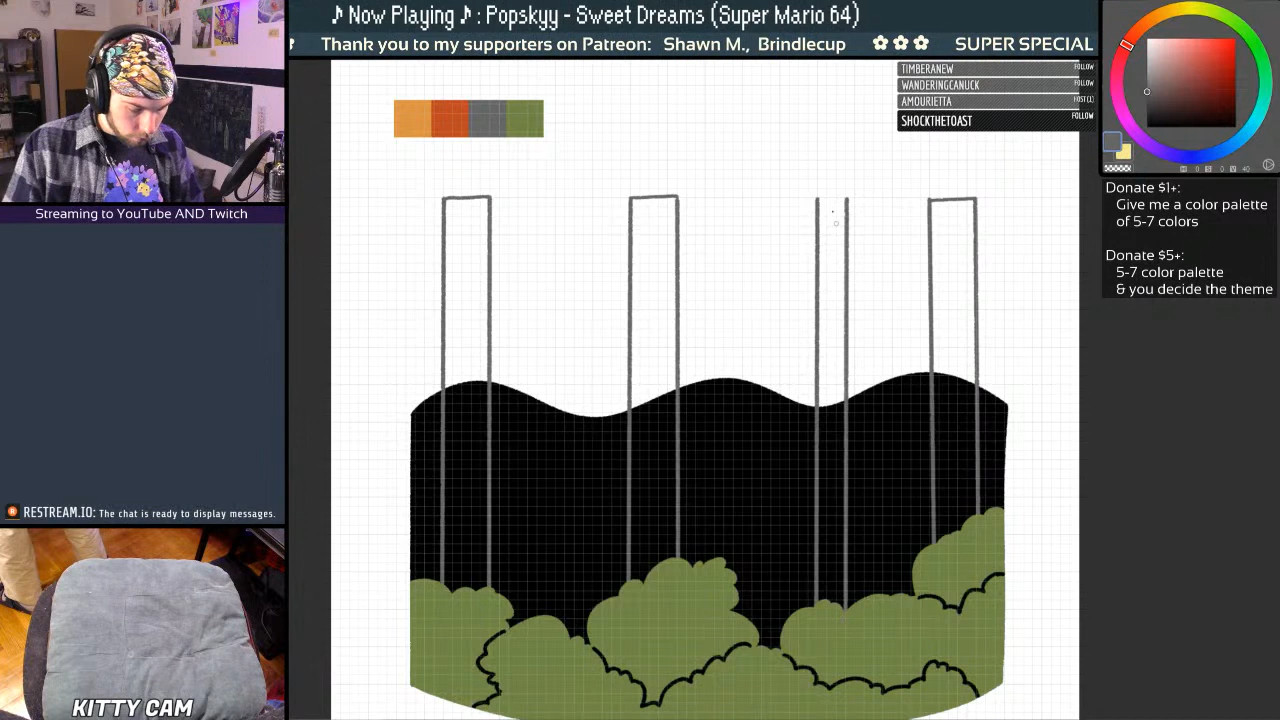 ♪ Now Playing ♪ : Popskyy - Sweet Dreams (Super Mario 64)
Thank you to my supporters on Patreon: Shawn M., Brindlecup ✿ ✿ ✿ SUPER SPECIAL
TIMBERANEW FOLLOW
WANDERINGCANUCK FOLLOW
AMOURIETTA HOST (1)
SHOCKTHETOAST FOLLOW
Donate $1+:
Give me a color palette
of 5-7 colors
Donate $5+:
5-7 color palette
& you decide the theme
Streaming to YouTube AND Twitch
RESTREAM.IO: The chat is ready to display messages.
KITTY CAM